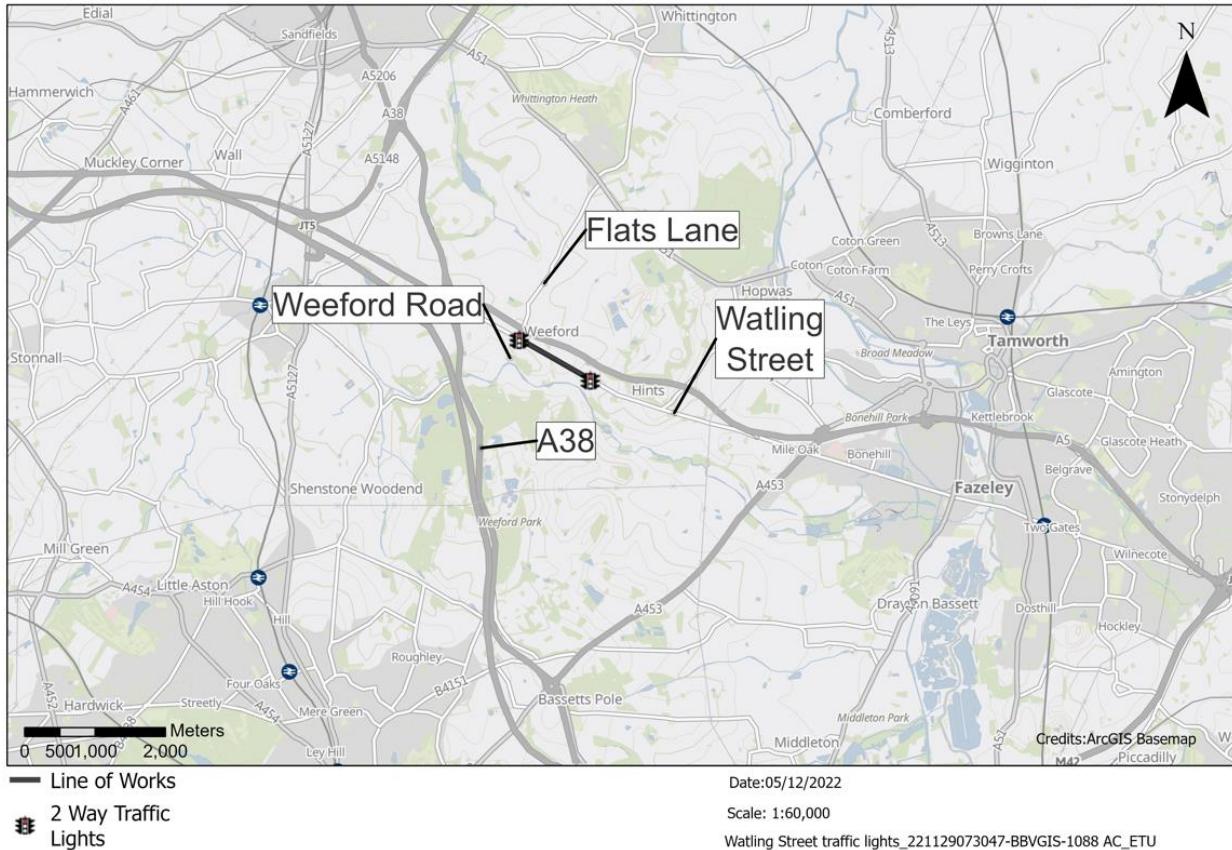 Edial
Sandfields
Whittington
A513
A51
A5206
Hammerwich
A461
A5127
Whittington Heath
Comberford
A38
N
Muckley Corner
Wall
A5148
Wigginton
JT5
Flats Lane
A51
A513
Browns Lane
Coton Green
Perry Crofts
Coton
Coton Farm
A51
Hopwas
Weeford Road
Watling
Street
The Leys
Tamworth
Weeford
Stonnall
Broad Meadow
Amington
Hints
Glascote
A5127
Bonehill Park
Kettlebrook
A38
Mile Oak
Bonehill
A5
Glascote Heath
Belgrave
Shenstone Woodend
A453
Fazeley
Stonydelph
Weeford Park
Two Gates
Mill Green
Wilnecote
Little Aston
A454
Hill Hook
A453
Drayton Bassett
A4091
Dosthill
Hill
Hockley
Roughley
Four Oaks
B4151
Bassetts Pole
Hardwick
Streetly
A452
A454
Mere Green
Middleton Park
Meters
0 5001,000 2,000
Ley Hill
Middleton
A51
Credits:ArcGIS Basemap
M42
Piccadilly
Line of Works
2 Way Traffic
Lights
Date:05/12/2022
Scale: 1:60,000
Watling Street traffic lights_221129073047-BBVGIS-1088 AC_ETU